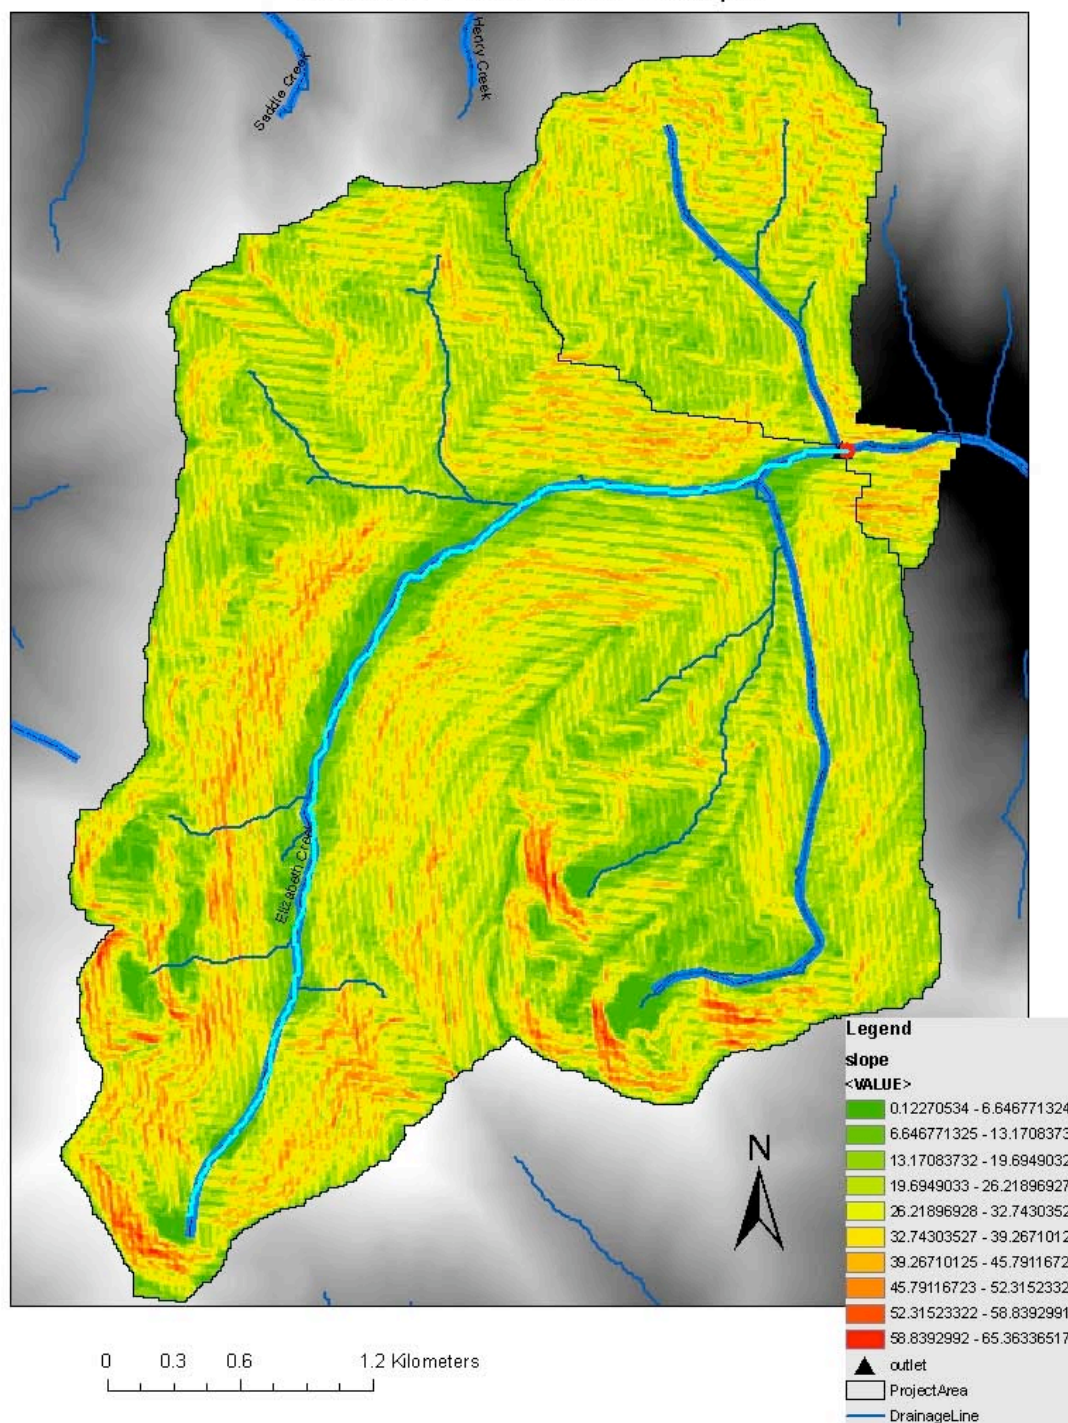 Saddle Creek
Henry Creek
Elizabeth Creek
Legend
slope
<VALUE>
0.12270534 - 6.646771324
6.646771325 - 13.1708373
13.17083732 - 19.6949032
19.6949033 - 26.21896927
26.21896928 - 32.7430352
32.74303527 - 39.2671012
39.26710125 - 45.7911672
45.79116723 - 52.3152332
52.31523322 - 58.8392991
58.8392992 - 65.36336517
outlet
ProjectArea
DrainageLine
N
0 0.3 0.6 1.2 Kilometers